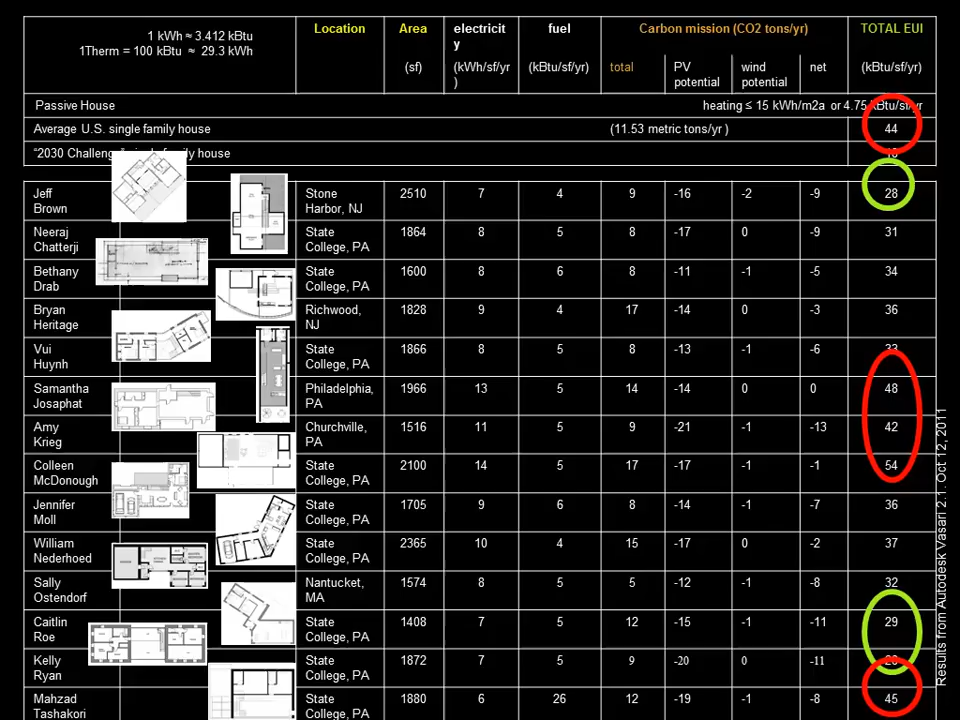 1 kWh ≈ 3.412 kBtu
1Therm = 100 kBtu ≈ 29.3 kWh
Location Area electricit fuel Carbon mission (CO2 tons/yr) TOTAL EUI
y
(sf) (kWh/sf/yr (kBtu/sf/yr) total PV wind net (kBtu/sf/yr)
) potential potential
Passive House heating ≤ 15 kWh/m2a or 4.75 kBtu/sf/yr
Average U.S. single family house (11.53 metric tons/yr ) 44
“2030 Challenge family house
Jeff Stone 2510 7 4 9 -16 -2 -9 28
Brown Harbor, NJ
Neeraj State 1864 8 5 8 -17 0 -9 31
Chatterji College, PA
Bethany State 1600 8 6 8 -11 -1 -5 34
Drab College, PA
Bryan Richwood, 1828 9 4 17 -14 0 -3 36
Heritage NJ
Vui State 1866 8 5 8 -13 -1 -6 33
Huynh College, PA
Samantha Philadelphia, 1966 13 5 14 -14 0 0 48
Josaphat PA
Amy Churchville, 1516 11 5 9 -21 -1 -13 42
Krieg PA
Colleen State 2100 14 5 17 -17 -1 -1 54
McDonough College, PA
Jennifer State 1705 9 6 8 -14 -1 -7 36
Moll College, PA
William State 2365 10 4 15 -17 0 -2 37
Nederhoed College, PA
Sally Nantucket, 1574 8 5 5 -12 -1 -8 32
Ostendorf MA
Caitlin State 1408 7 5 12 -15 -1 -11 29
Roe College, PA
Kelly State 1872 7 5 9 -20 0 -11
Ryan College, PA
Mahzad State 1880 6 26 12 -19 -1 -8 45
Tashakori College, PA
Results from Autodesk Vasari 2.1. Oct 12, 2011